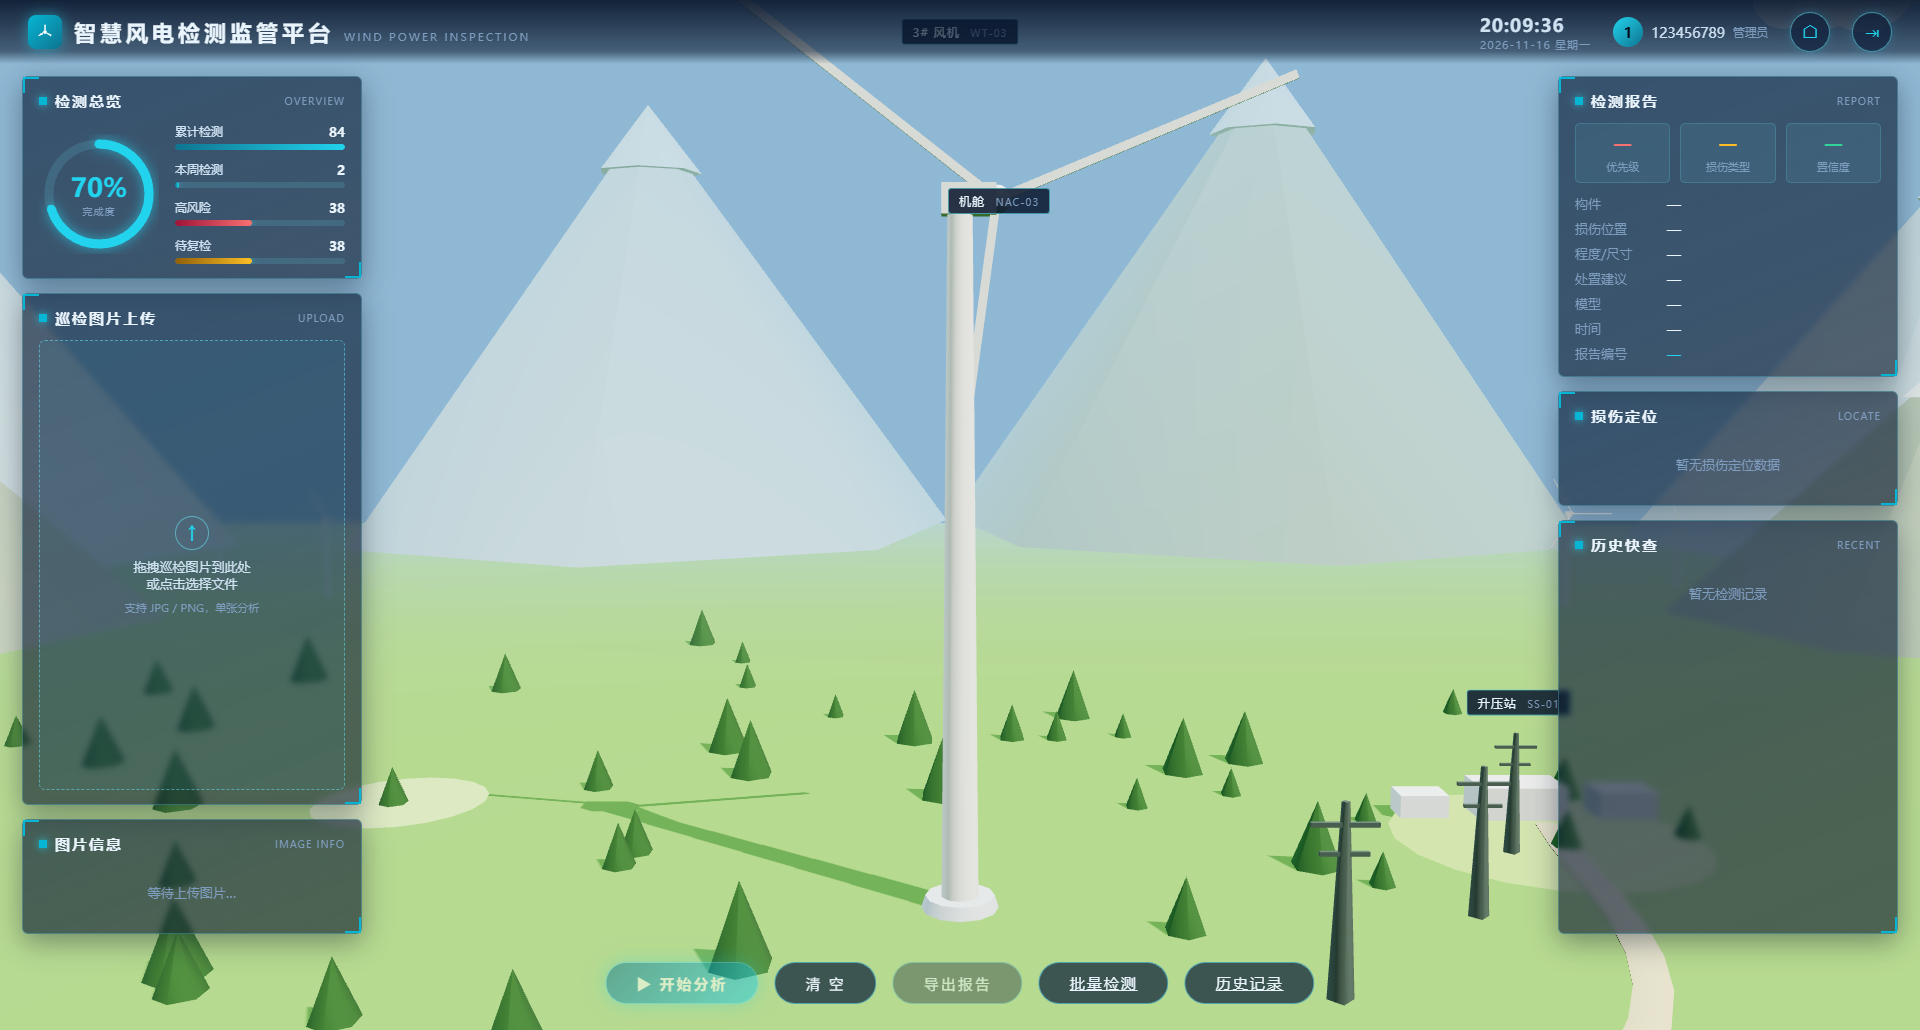 智慧风电检测监管平台 WIND POWER INSPECTION
3# 风机 WT-03
20:09:36
2026-11-16 星期一
1 123456789 管理员
检测总览 OVERVIEW
70%
完成度
累计检测 84
本周检测 2
高风险 38
待复检 38
巡检图片上传 UPLOAD
拖拽巡检图片到此处
或点击选择文件
支持 JPG / PNG，单张分析
图片信息 IMAGE INFO
等待上传图片...
机舱 NAC-03
升压站 SS-01
检测报告 REPORT
— — —
优先级 损伤类型 置信度
构件 —
损伤位置 —
程度/尺寸 —
处置建议 —
模型 —
时间 —
报告编号 —
损伤定位 LOCATE
暂无损伤定位数据
历史快查 RECENT
暂无检测记录
▶ 开始分析 清 空 导出报告 批量检测 历史记录